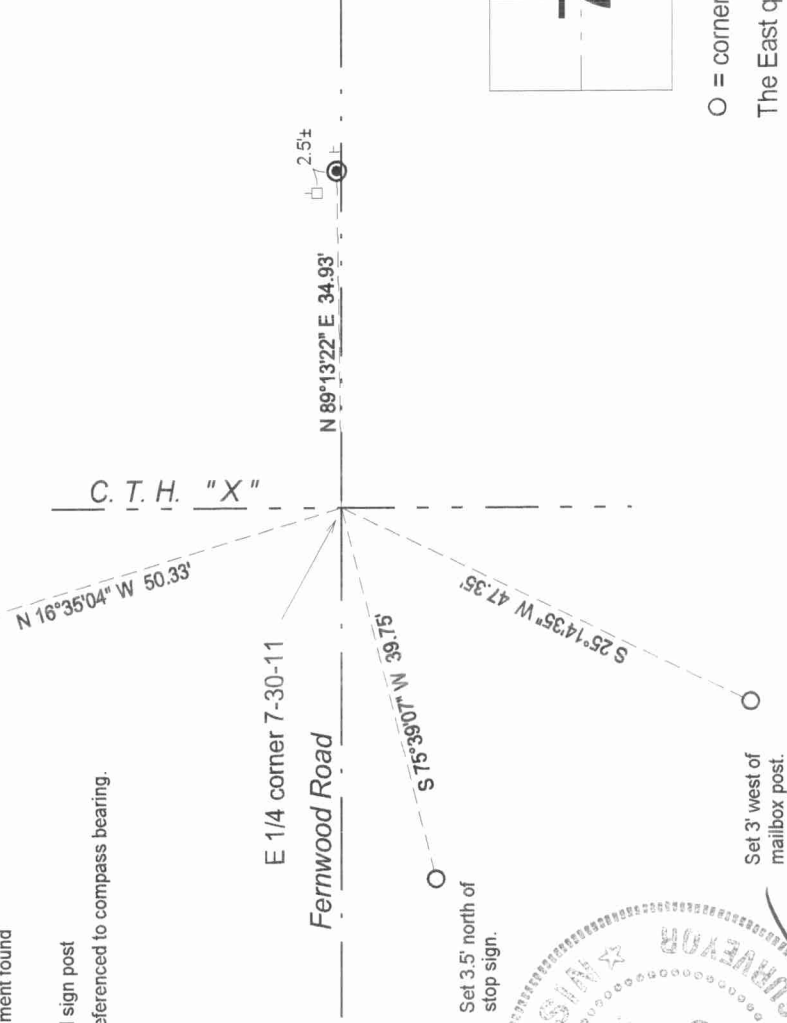 ment found
sign post
eferenced to compass bearing.
C. T. H. "X"
N 16°35'04" W 50.33'
2.5'±
N 89°13'22" E 34.93'
E 1/4 corner 7-30-11
Fernwood Road
S 75°39'07" W 39.75'
S 25°14'35" W 47.35'
Set 3.5' north of
stop sign.
Set 3' west of
mailbox post.
O = corner
The East q
SURVEYOR
WIS